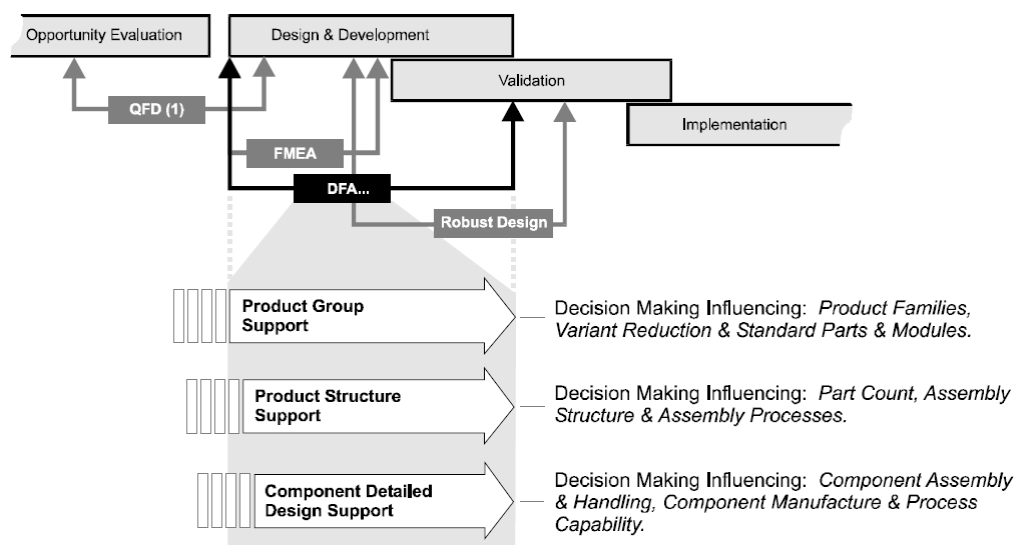 Opportunity Evaluation
Design & Development
Validation
Implementation
QFD (1)
FMEA
DFA...
Robust Design
Product Group
Support
Decision Making Influencing: Product Families,
Variant Reduction & Standard Parts & Modules.
Product Structure
Support
Decision Making Influencing: Part Count, Assembly
Structure & Assembly Processes.
Component Detailed
Design Support
Decision Making Influencing: Component Assembly
& Handling, Component Manufacture & Process
Capability.